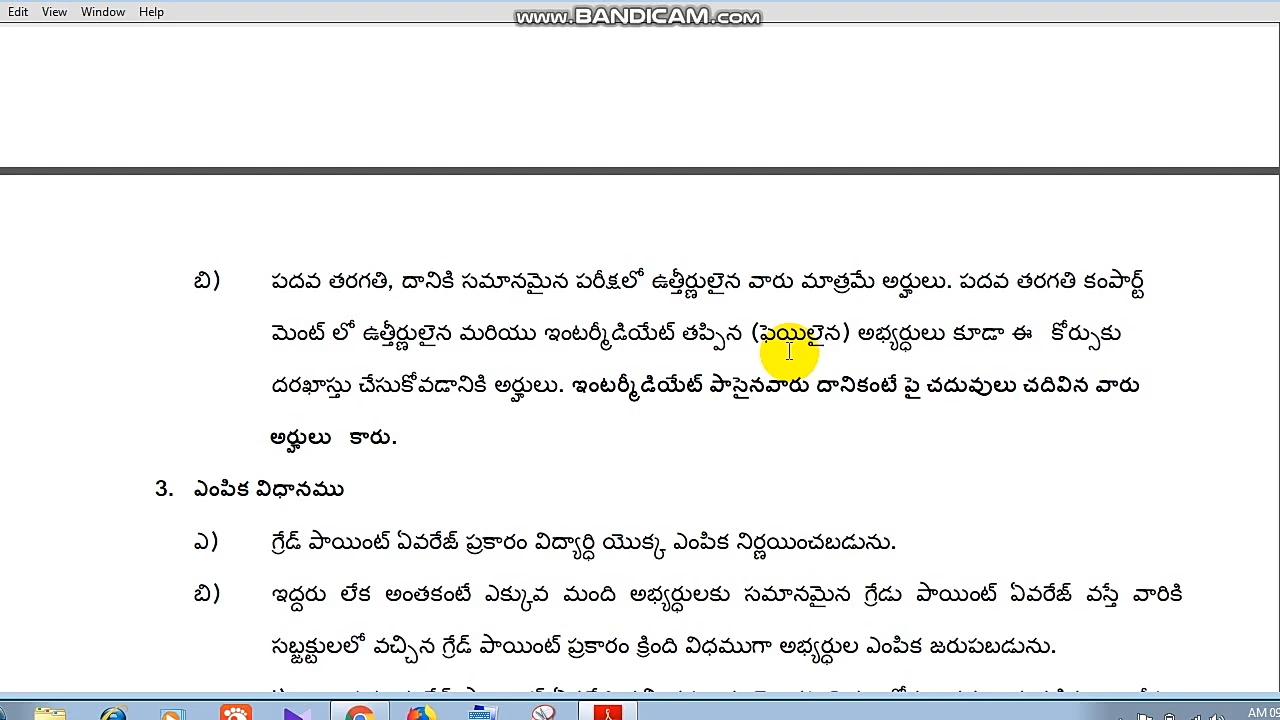 Edit View Window Help
www.BANDICAM.COM
బి) పదవ తరగతి, దానికి సమానమైన పరీక్షలో ఉత్తీర్ణులైన వారు మాత్రమే అర్హులు. పదవ తరగతి కంపార్ట్
మెంట్ లో ఉత్తీర్ణులైన మరియు ఇంటర్మీడియేట్ తప్పిన (ఫెయిలైన) అభ్యర్ధులు కూడా ఈ కోర్సుకు
దరఖాస్తు చేసుకోవడానికి అర్హులు. ఇంటర్మీడియేట్ పాసైనవారు దానికంటే పై చదువులు చదివిన వారు
అర్హులు కారు.
3. ఎంపిక విధానము
ఎ) గ్రేడ్ పాయింట్ ఏవరేజ్ ప్రకారం విద్యార్ధి యొక్క ఎంపిక నిర్ణయించబడును.
బి) ఇద్దరు లేక అంతకంటే ఎక్కువ మంది అభ్యర్ధులకు సమానమైన గ్రేడు పాయింట్ ఏవరేజ్ వస్తే వారికి
సబ్జక్టులలో వచ్చిన గ్రేడ్ పాయింట్ ప్రకారం క్రింది విధముగా అభ్యర్ధుల ఎంపిక జరుపబడును.
AM 09